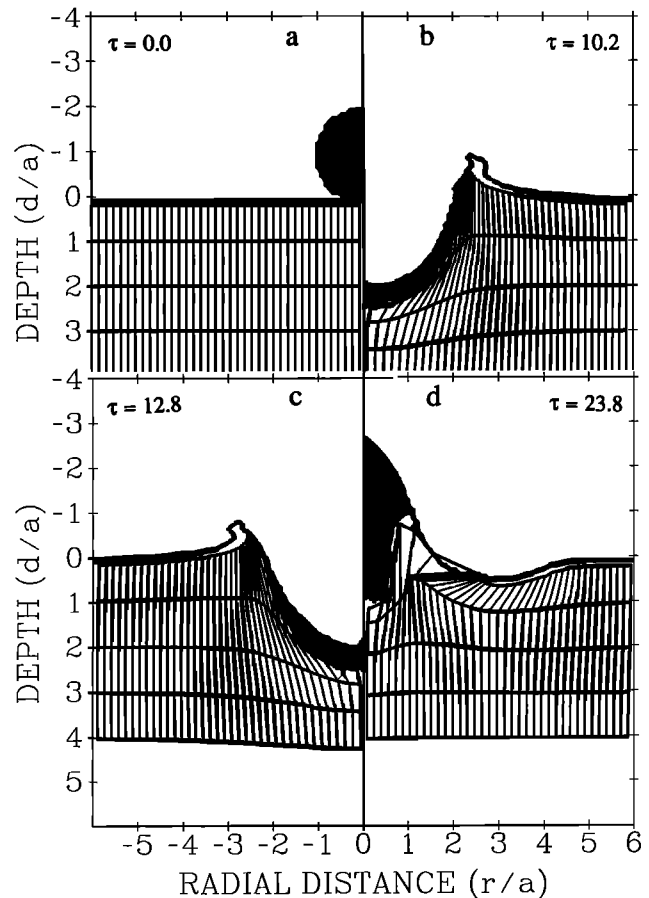 -4
-3
-2
-1
0
1
2
3
DEPTH (d/a)
τ = 0.0
a
b
τ = 10.2
-4
-3
-2
-1
0
1
2
3
4
5
DEPTH (d/a)
τ = 12.8
c
d
τ = 23.8
-5 -4 -3 -2 -1 0 1 2 3 4 5 6
RADIAL DISTANCE (r/a)